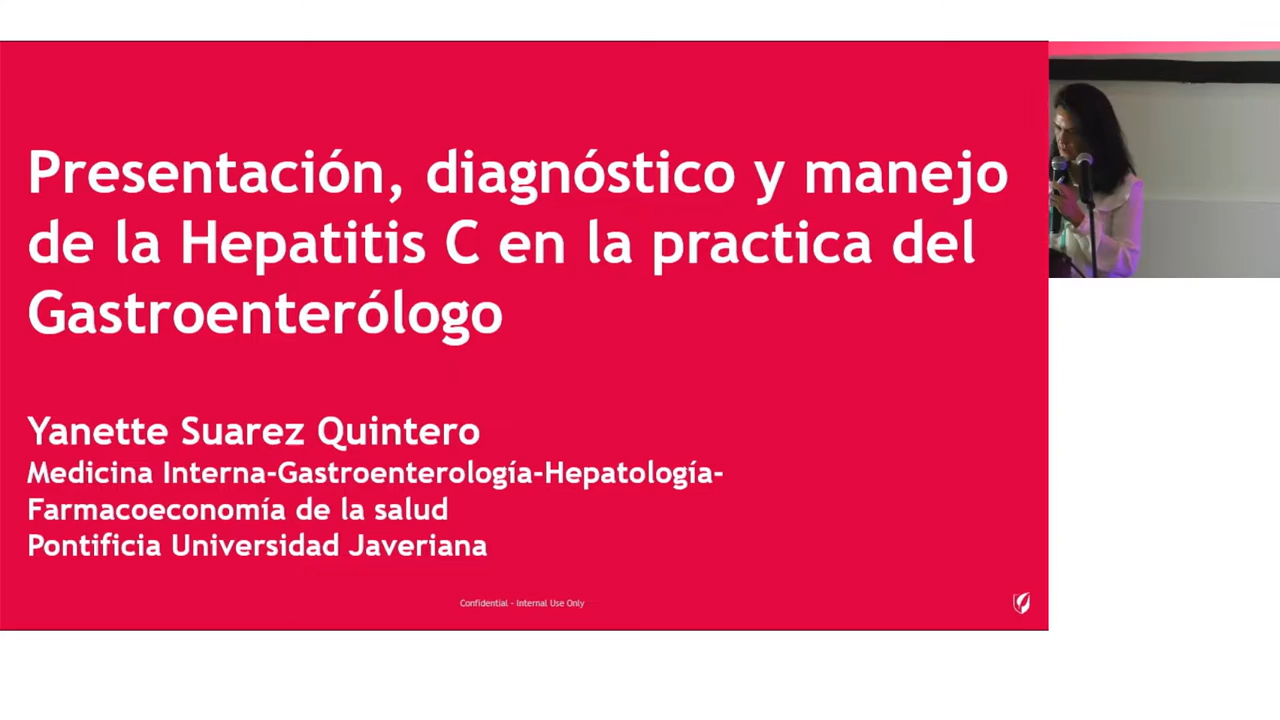 Presentación, diagnóstico y manejo
de la Hepatitis C en la practica del
Gastroenterólogo
Yanette Suarez Quintero
Medicina Interna-Gastroenterología-Hepatología-
Farmacoeconomía de la salud
Pontificia Universidad Javeriana
Confidential - Internal Use Only